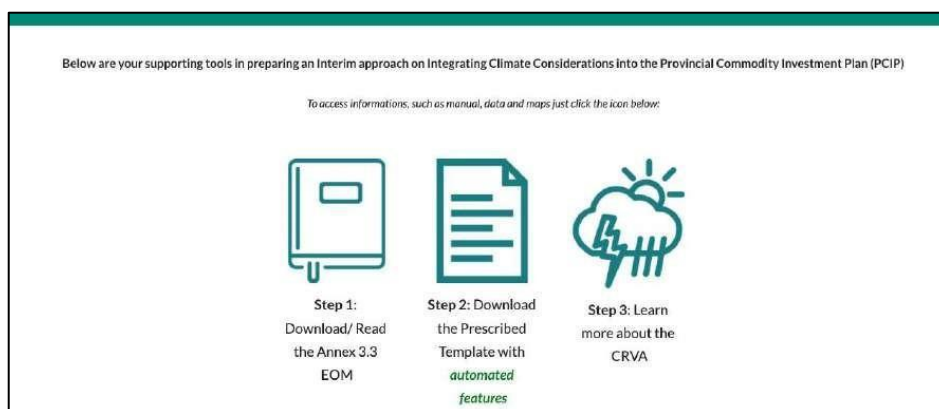 Below are your supporting tools in preparing an Interim approach on Integrating Climate Considerations into the Provincial Commodity Investment Plan (PCIP)
To access informations, such as manual, data and maps just click the icon below:
Step 1:
Download/ Read
the Annex 3.3
EOM
Step 2: Download
the Prescribed
Template with
automated
features
Step 3: Learn
more about the
CRVA